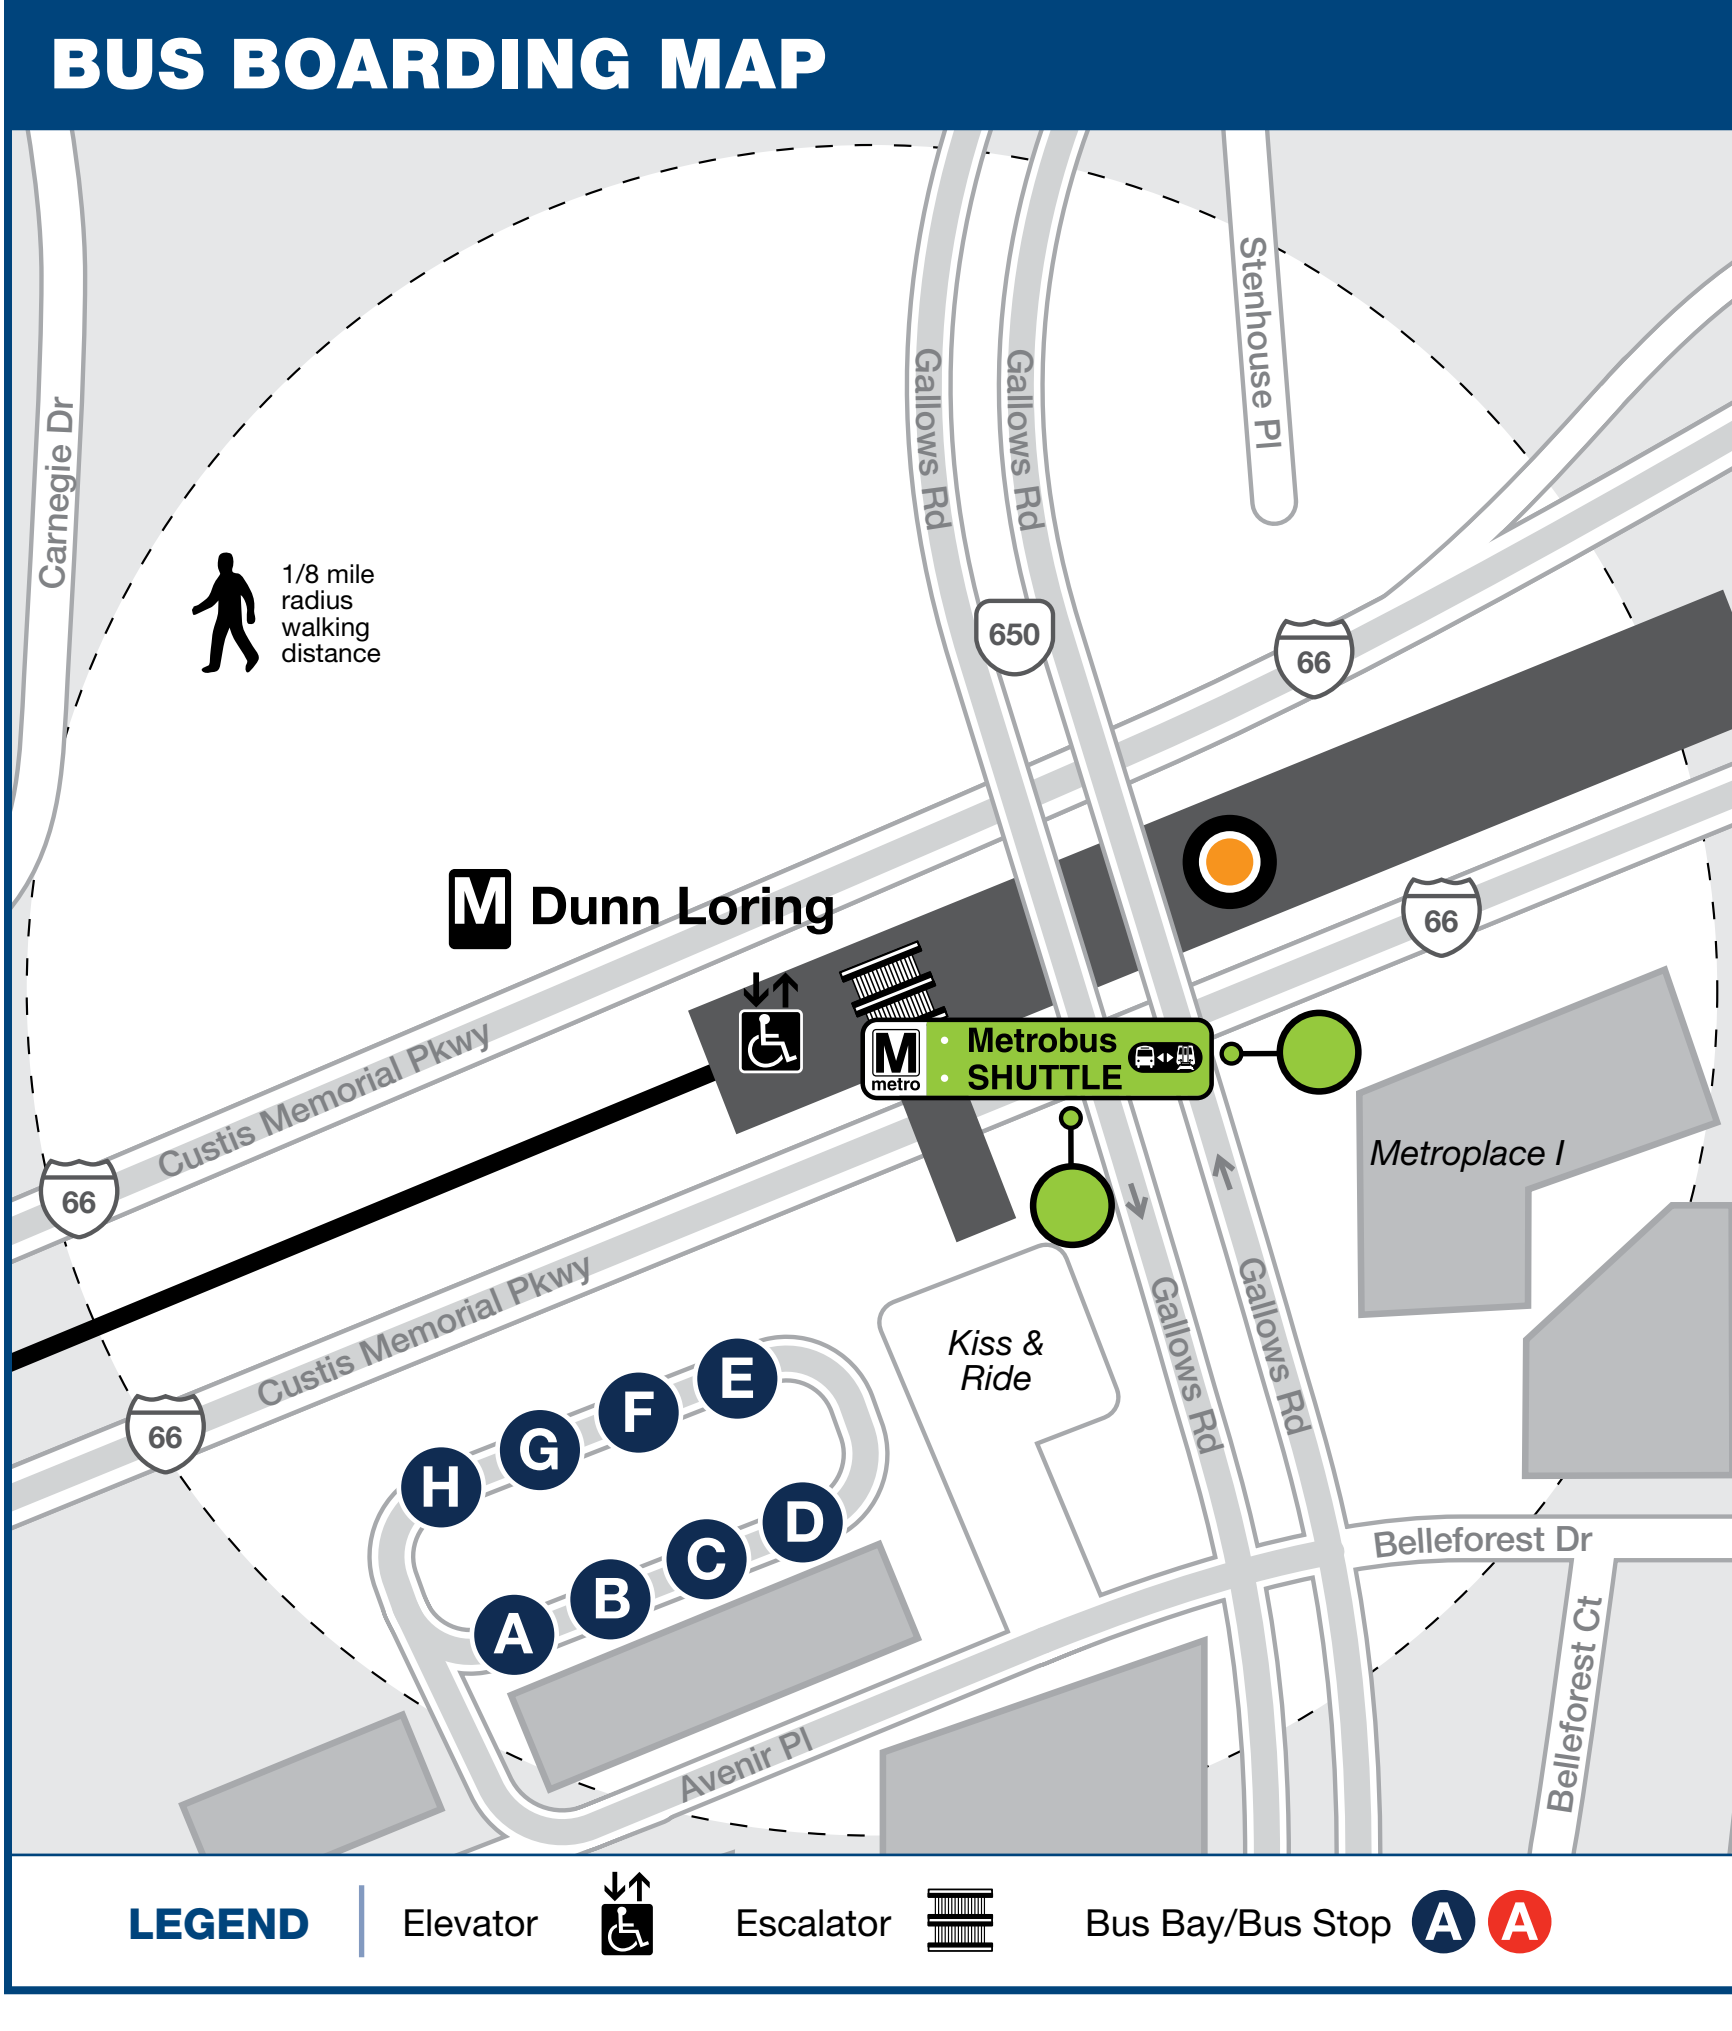 BUS BOARDING MAP
Carnegie Dr
Gallows Rd
Gallows Rd
Stenhouse Pl
1/8 mile
radius
walking
distance
650
66
M Dunn Loring
66
Custis Memorial Pkwy
M
metro
Metrobus
SHUTTLE
Metroplace I
66
Custis Memorial Pkwy
66
Kiss &
Ride
Gallows Rd
Gallows Rd
E
F
G
H
D
C
B
A
Belleforest Dr
Belleforest Ct
Avenir Pl
LEGEND
Elevator
Escalator
Bus Bay/Bus Stop A A